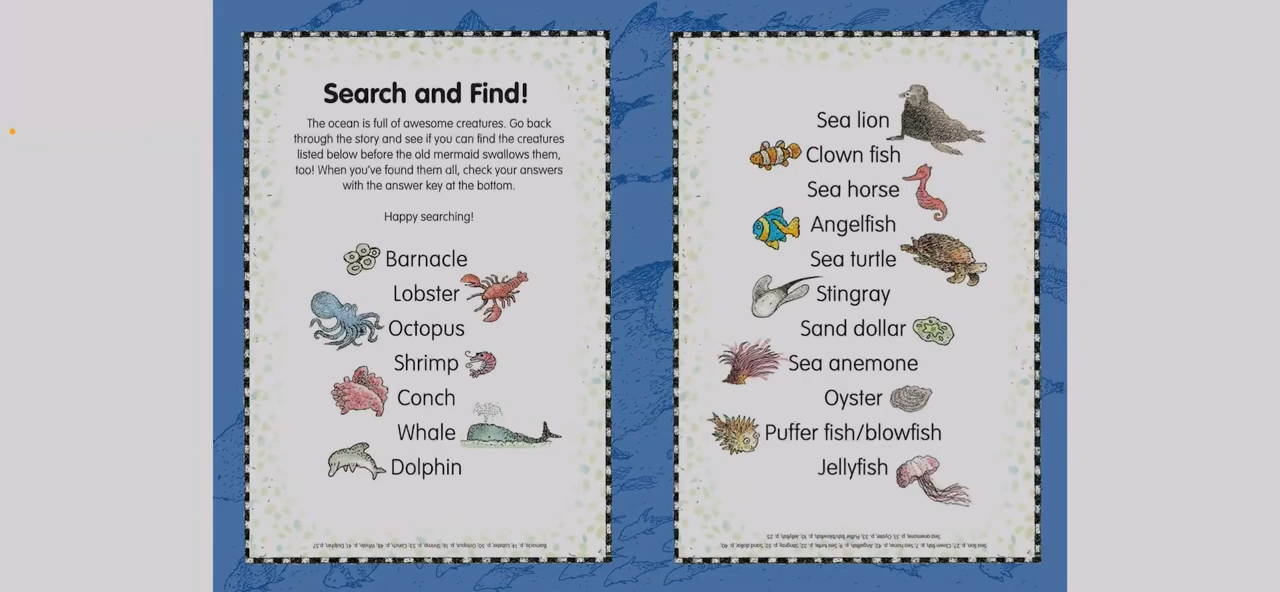 Search and Find!
The ocean is full of awesome creatures. Go back
through the story and see if you can find the creatures
listed below before the old mermaid swallows them,
too! When you've found them all, check your answers
with the answer key at the bottom.
Happy searching!
Barnacle
Lobster
Octopus
Shrimp
Conch
Whale
Dolphin
Sea lion
Clown fish
Sea horse
Angelfish
Sea turtle
Stingray
Sand dollar
Sea anemone
Oyster
Puffer fish/blowfish
Jellyfish